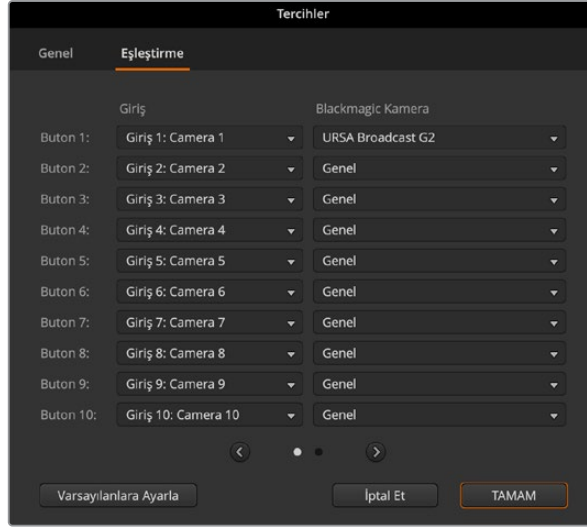 Tercihler
Genel Eşleştirme
Giriş Blackmagic Kamera
Buton 1: Giriş 1: Camera 1 URSA Broadcast G2
Buton 2: Giriş 2: Camera 2 Genel
Buton 3: Giriş 3: Camera 3 Genel
Buton 4: Giriş 4: Camera 4 Genel
Buton 5: Giriş 5: Camera 5 Genel
Buton 6: Giriş 6: Camera 6 Genel
Buton 7: Giriş 7: Camera 7 Genel
Buton 8: Giriş 8: Camera 8 Genel
Buton 9: Giriş 9: Camera 9 Genel
Buton 10: Giriş 10: Camera 10 Genel
Varsayılanlara Ayarla İptal Et TAMAM